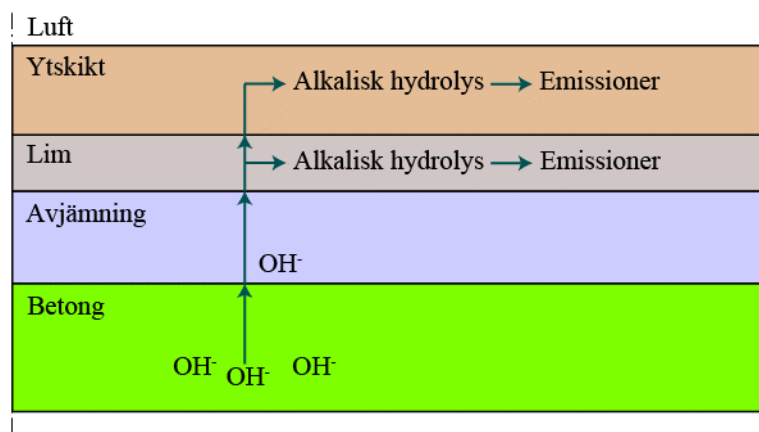 Luft
Ytskikt
Alkalisk hydrolys Emissioner
Lim
Alkalisk hydrolys Emissioner
Avjämning
OH-
Betong
OH- OH- OH-